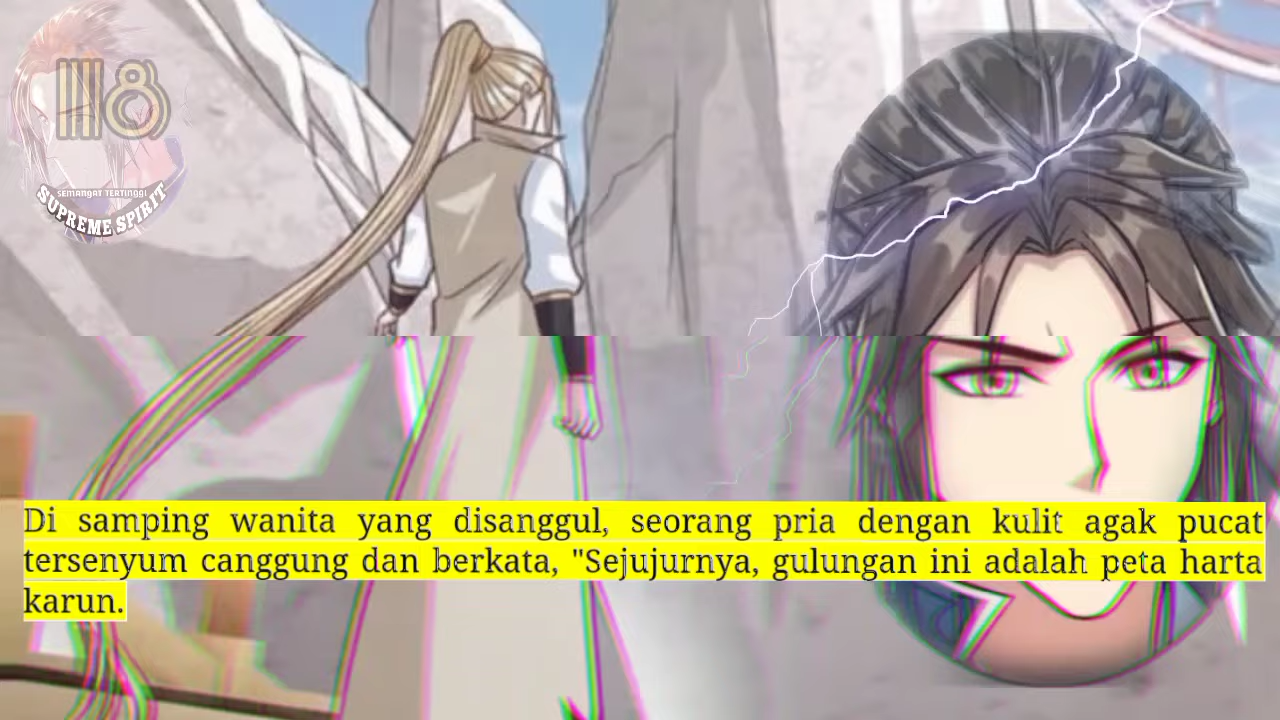 118
SEMANGAT TERTINGGI
SUPREME SPIRIT
Di samping wanita yang disanggul, seorang pria dengan kulit agak pucat
tersenyum canggung dan berkata, "Sejujurnya, gulungan ini adalah peta harta
karun.